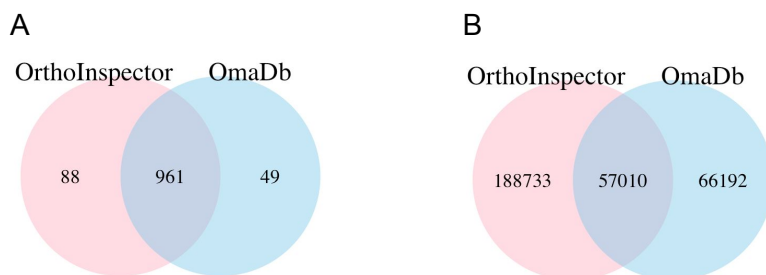 A
OrthoInspector OmaDb
88 961 49
B
OrthoInspector OmaDb
188733 57010 66192